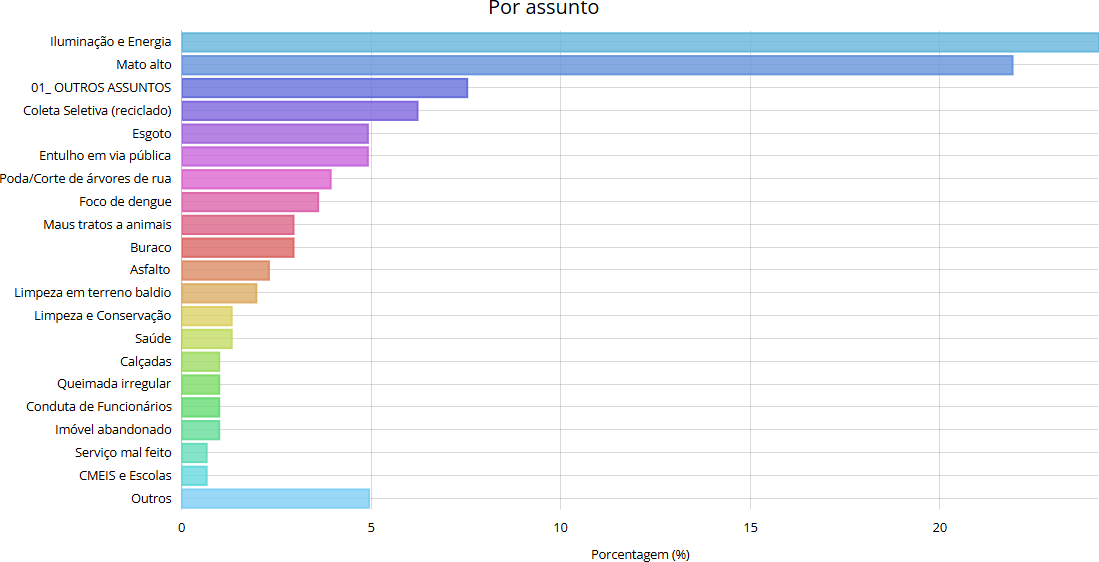 Por assunto
Iluminação e Energia
Mato alto
01_ OUTROS ASSUNTOS
Coleta Seletiva (reciclado)
Esgoto
Entulho em via pública
Poda/Corte de árvores de rua
Foco de dengue
Maus tratos a animais
Buraco
Asfalto
Limpeza em terreno baldio
Limpeza e Conservação
Saúde
Calçadas
Queimada irregular
Conduta de Funcionários
Imóvel abandonado
Serviço mal feito
CMEIS e Escolas
Outros
0 5 10 15 20
Porcentagem (%)